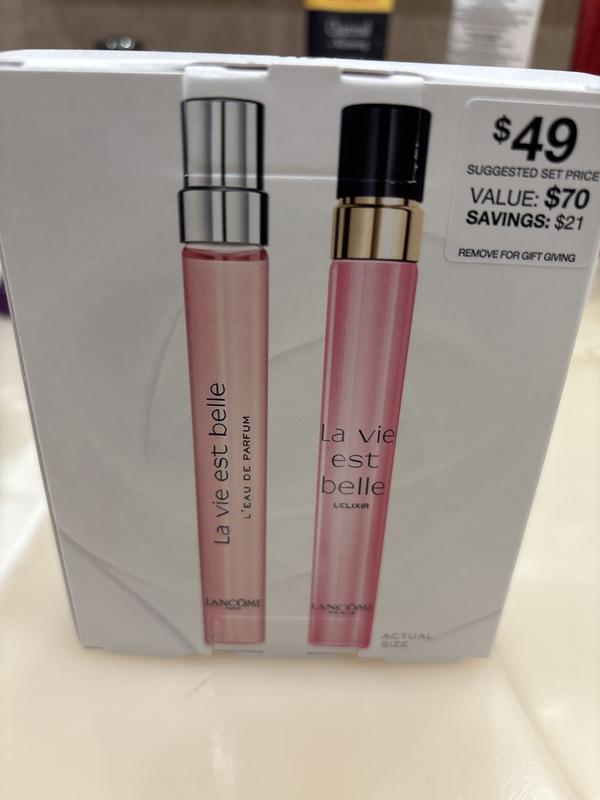 $49
SUGGESTED SET PRICE
VALUE: $70
SAVINGS: $21
REMOVE FOR GIFT GIVING
La vie est belle
L'EAU DE PARFUM
LANCÔME
PARIS
La vie
est
belle
L'ELIXIR
LANCÔME
PARIS
ACTUAL
SIZE